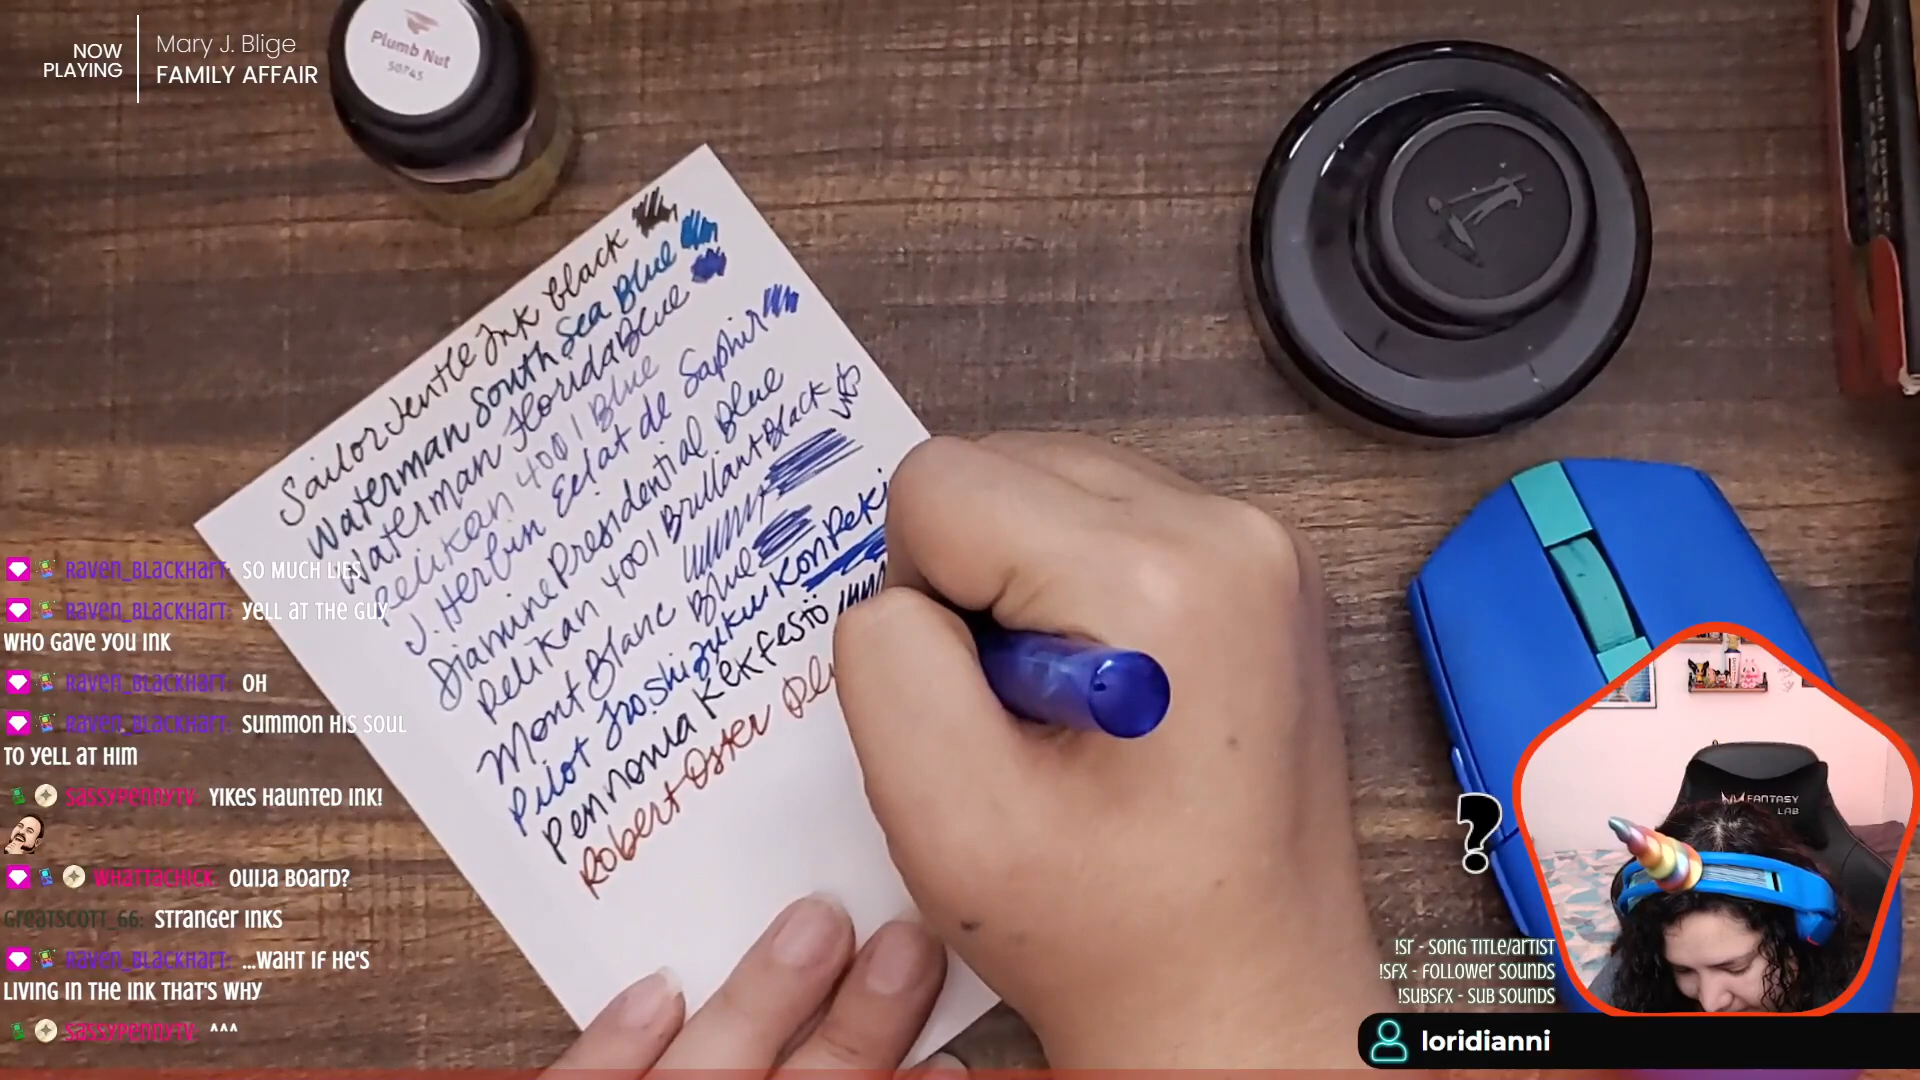 NOW
PLAYING
Mary J. Blige
FAMILY AFFAIR
Plumb Nut
Sailor Jentle Ink Black
Waterman South Sea Blue
Waterman Florida Blue
Pelikan 4001 Blue
J. Herbin Eclat de Saphir
Diamine Presidential Blue
Pelikan 4001 Brillant Black
Mont Blanc Blue
Pilot Iroshizuku Kon Peki
Pennonia Kékfestő
Robert Oster
Raven_Blackhart: SO MUCH LIES
Raven_Blackhart: yell at the guy
who gave you ink
Raven_Blackhart: OH
Raven_Blackhart: Summon his soul
to yell at him
SassyPennyTV: Yikes haunted ink!
WhattaChick: Ouija board?
GreatScott_66: stranger inks
Raven_Blackhart: ...waht if he's
living in the ink that's why
SassyPennyTV: ^^^
?
FANTASY
LAB
!sr - Song Title/Artist
!sfx - Follower Sounds
!subsfx - Sub Sounds
loridianni